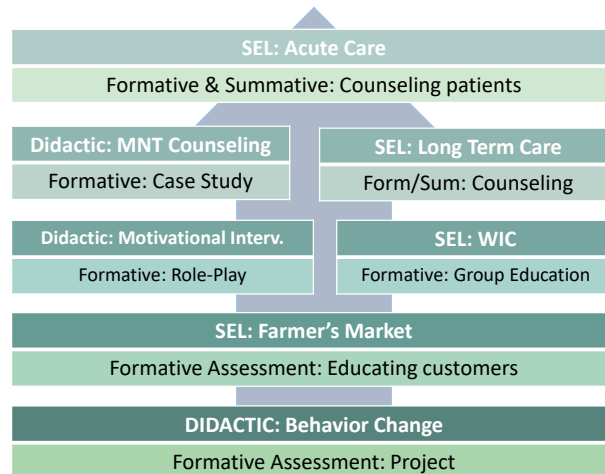 SEL: Acute Care
Formative & Summative: Counseling patients
Didactic: MNT Counseling
Formative: Case Study
SEL: Long Term Care
Form/Sum: Counseling
Didactic: Motivational Interv.
Formative: Role-Play
SEL: WIC
Formative: Group Education
SEL: Farmer’s Market
Formative Assessment: Educating customers
DIDACTIC: Behavior Change
Formative Assessment: Project